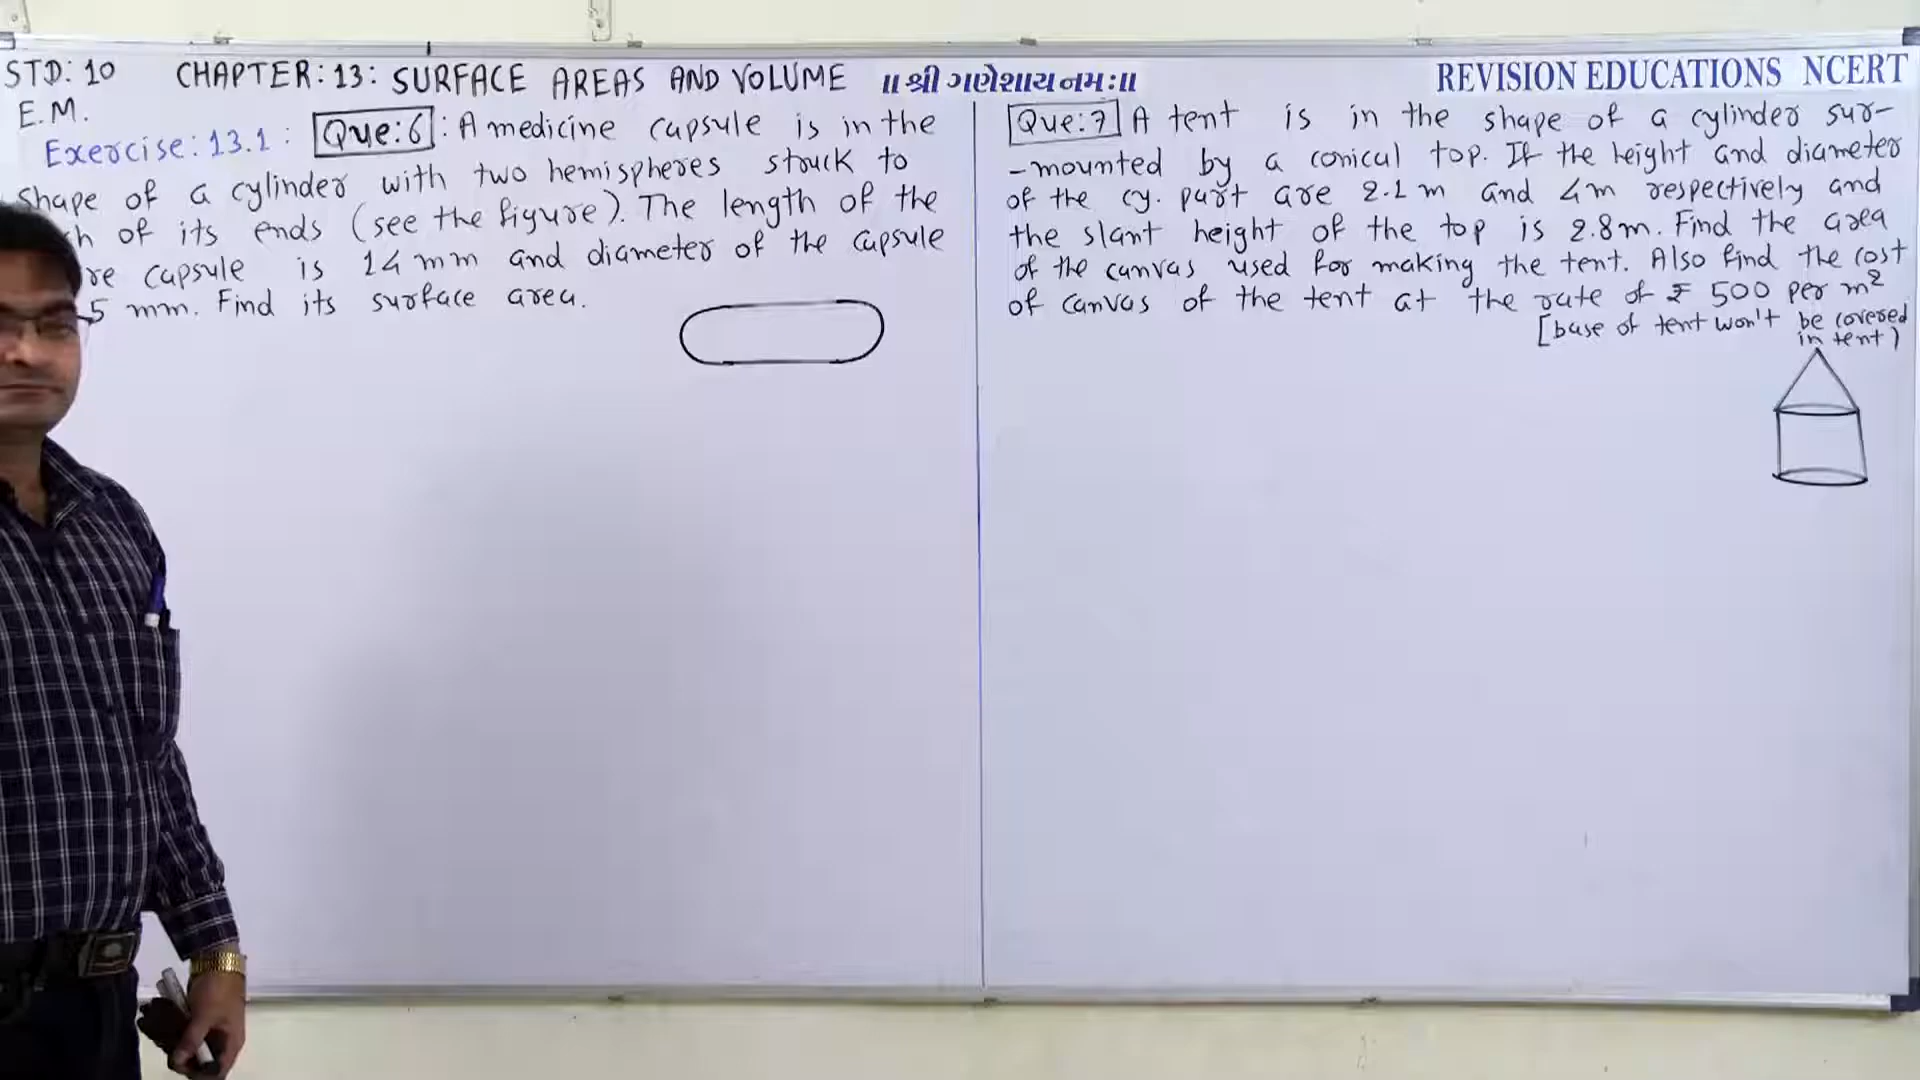 STD: 10 CHAPTER: 13: SURFACE AREAS AND VOLUME ॥ શ્રી ગણેશાય નમઃ ॥ REVISION EDUCATIONS NCERT
E.M.
Exercise: 13.1: Que: 6: A medicine capsule is in the
shape of a cylinder with two hemispheres struck to
h of its ends (see the figure). The length of the
re capsule is 14 mm and diameter of the capsule
5 mm. Find its surface area.
Que: 7 A tent is in the shape of a cylinder sur-
-mounted by a conical top. If the height and diameter
of the cy. part are 2.1 m and 4m respectively and
the slant height of the top is 2.8m. Find the area
of the canvas used for making the tent. Also find the cost
of canvas of the tent at the rate of ₹ 500 per m²
[base of tent won't be covered
in tent)